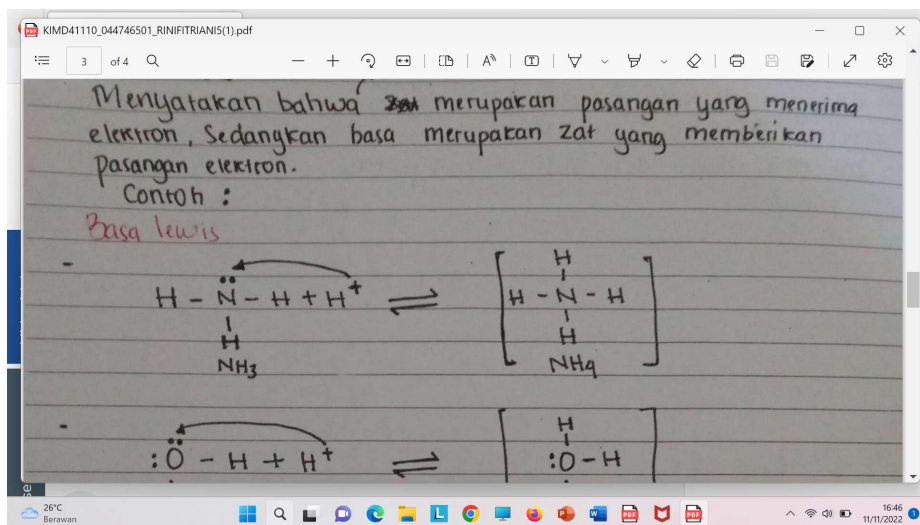 KIMD41110_044746501_RINIFITRIANI5(1).pdf
3 of 4
Menyatakan bahwa merupakan pasangan yang menerima
elektron, Sedangkan basa merupakan zat yang memberikan
pasangan elektron.
Contoh :
Basa lewis
- H - N̈ - H + H⁺ ⇌ [ H - N - H ]
H
H
H
NH3
NH4
- :Ö - H + H⁺ ⇌ [ :O - H
H
26°C
Berawan
16:46
11/11/2022